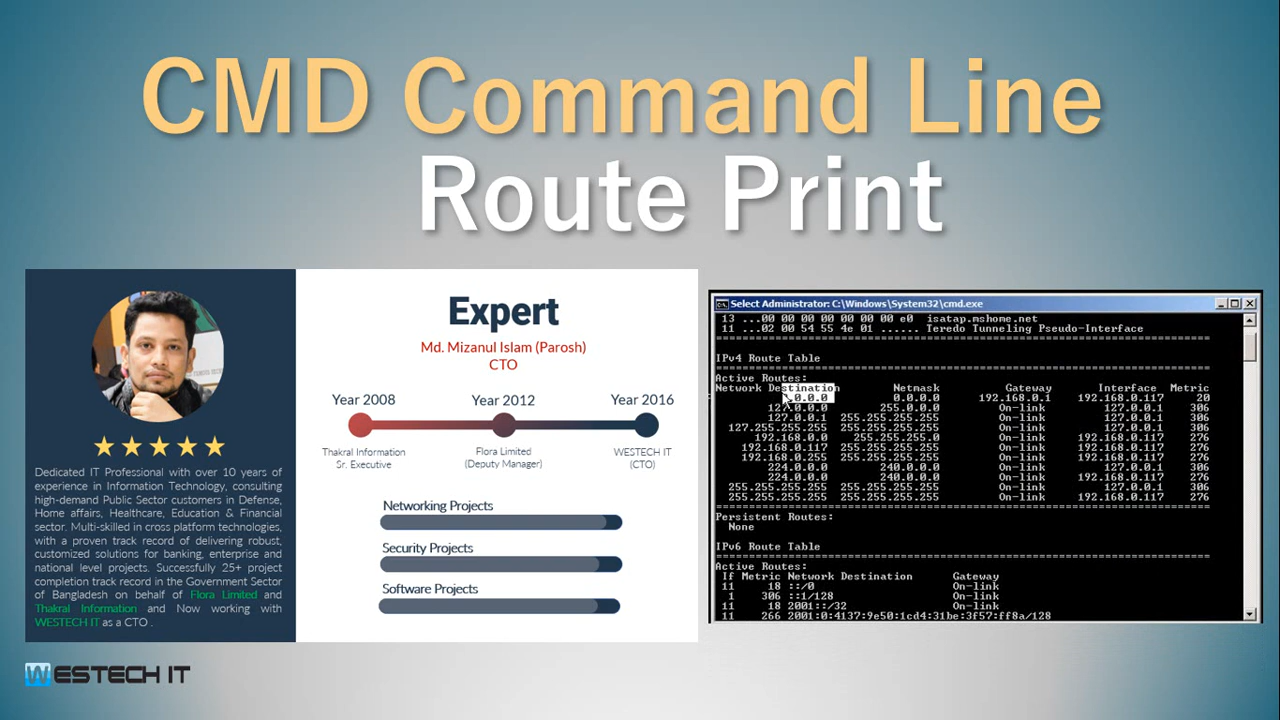 CMD Command Line
Route Print
Dedicated IT Professional with over 10 years of
experience in Information Technology, consulting
high-demand Public Sector customers in Defense,
Home affairs, Healthcare, Education & Financial
sector. Multi-skilled in cross platform technologies,
with a proven track record of delivering robust,
customized solutions for banking, enterprise and
national level projects. Successfully 25+ project
completion track record in the Government Sector
of Bangladesh on behalf of Flora Limited and
Thakral Information and Now working with
WESTECH IT as a CTO .
Expert
Md. Mizanul Islam (Parosh)
CTO
Year 2008 Year 2012 Year 2016
Thakral Information Flora Limited WESTECH IT
Sr. Executive (Deputy Manager) (CTO)
Networking Projects
Security Projects
Software Projects
Select Administrator: C:\Windows\System32\cmd.exe
13 ...00 00 00 00 00 00 00 e0 isatap.mshome.net
11 ...02 00 54 55 4e 01 ...... Teredo Tunneling Pseudo-Interface
===========================================================================
IPv4 Route Table
===========================================================================
Active Routes:
Network Destination Netmask Gateway Interface Metric
.0.0.0 0.0.0.0 192.168.0.1 192.168.0.117 20
127.0.0.0 255.0.0.0 On-link 127.0.0.1 306
127.0.0.1 255.255.255.255 On-link 127.0.0.1 306
127.255.255.255 255.255.255.255 On-link 127.0.0.1 306
192.168.0.0 255.255.255.0 On-link 192.168.0.117 276
192.168.0.117 255.255.255.255 On-link 192.168.0.117 276
192.168.0.255 255.255.255.255 On-link 192.168.0.117 276
224.0.0.0 240.0.0.0 On-link 127.0.0.1 306
224.0.0.0 240.0.0.0 On-link 192.168.0.117 276
255.255.255.255 255.255.255.255 On-link 127.0.0.1 306
255.255.255.255 255.255.255.255 On-link 192.168.0.117 276
===========================================================================
Persistent Routes:
None
IPv6 Route Table
===========================================================================
Active Routes:
If Metric Network Destination Gateway
11 18 ::/0 On-link
1 306 ::1/128 On-link
11 18 2001::/32 On-link
11 266 2001:0:4137:9e50:1cd4:31be:3f57:ff8a/128
WESTECH IT